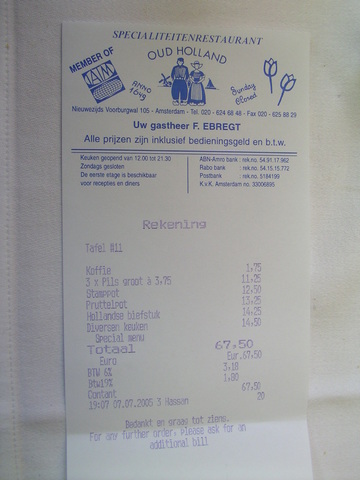 SPECIALITEITENRESTAURANT
MEMBER OF
OUD HOLLAND
ANNO 1649
Sunday Closed
Nieuwezijds Voorburgwal 105 - Amsterdam - Tel. 020 - 624 68 48 - Fax 020 - 625 88 29
Uw gastheer F. EBREGT
Alle prijzen zijn inklusief bedieningsgeld en b.t.w.
Keuken geopend van 12.00 tot 21.30
Zondags gesloten
De eerste etage is beschikbaar
voor recepties en diners
ABN-Amro bank : rek.no. 54.91.17.962
Rabo bank : rek.no. 54.15.15.772
Postbank : rek.no. 5184199
K.v.K. Amsterdam no. 33006895
Rekening
Tafel #11
Koffie 1,75
3 x Pils groot à 3,75 11,25
Stamppot 12,50
Pruttelpot 13,25
Hollandse biefstuk 14,25
Diversen keuken 14,50
Special menu
Totaal 67,50
Euro Eur.67,50
BTW 6% 3,18
Btw19% 1,80
Contant 67,50
19:07 07.07.2005 3 Hassan 20
Bedankt en graag tot ziens.
For any further order, please ask for an
additional bill